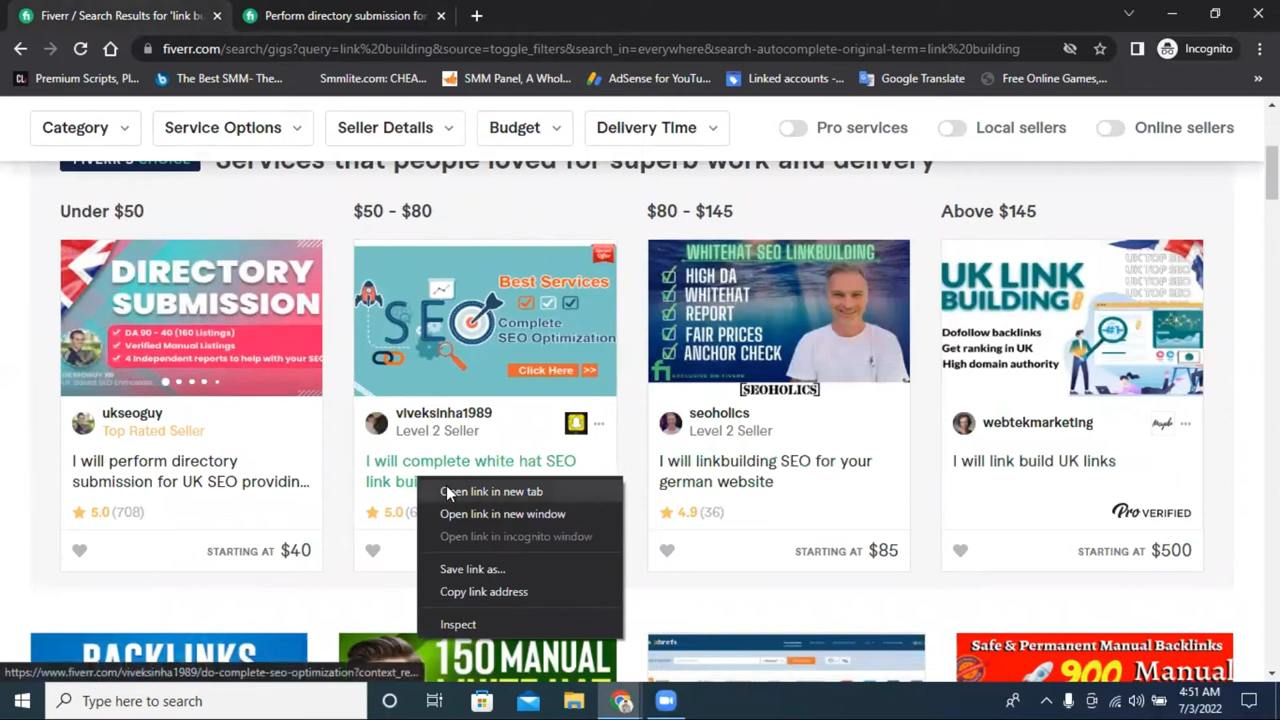 Fiverr / Search Results for 'link bu
Perform directory submission for
fiverr.com/search/gigs?query=link%20building&source=toggle_filters&search_in=everywhere&search-autocomplete-original-term=link%20building
Incognito
Premium Scripts, Pl...
The Best SMM- The...
Smmlite.com: CHEA...
SMM Panel, A Whol...
AdSense for YouTu...
Linked accounts -...
Google Translate
Free Online Games,...
Category
Service Options
Seller Details
Budget
Delivery Time
Pro services
Local sellers
Online sellers
FIVERR'S CHOICE
Services that people loved for superb work and delivery
Under $50
$50 - $80
$80 - $145
Above $145
DIRECTORY
SUBMISSION
DA 90 - 40 (160 Listings)
Verified Manual Listings
4 Independent reports to help with your SEO
Best Services
SEO
Complete
SEO Optimization
Click Here >>
WHITEHAT SEO LINKBUILDING
HIGH DA
WHITEHAT
REPORT
FAIR PRICES
ANCHOR CHECK
[SEOHOLICS]
UK TOP SEO
UK LINK
BUILDING
Dofollow backlinks
Get ranking in UK
High domain authority
#1
ukseoguy
Top Rated Seller
I will perform directory
submission for UK SEO providin...
5.0 (708)
STARTING AT $40
viveksinha1989
Level 2 Seller
I will complete white hat SEO
link bui
5.0 (6
seoholics
Level 2 Seller
I will linkbuilding SEO for your
german website
4.9 (36)
STARTING AT $85
webtekmarketing
I will link build UK links
Pro VERIFIED
STARTING AT $500
Open link in new tab
Open link in new window
Open link in incognito window
Save link as...
Copy link address
Inspect
BACKLINKS
150 MANUAL
ahrefs
Safe & Permanent Manual Backlinks
900 Manual
https://www.fiverr.com/viveksinha1989/do-complete-seo-optimization?context_re...
Type here to search
4:51 AM
7/3/2022